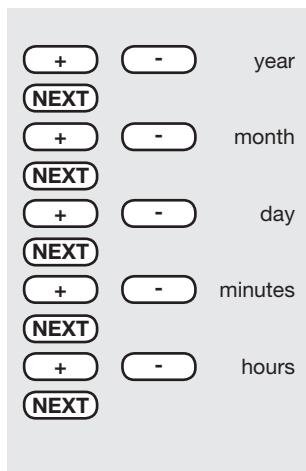 + - year
NEXT
+ - month
NEXT
+ - day
NEXT
+ - minutes
NEXT
+ - hours
NEXT